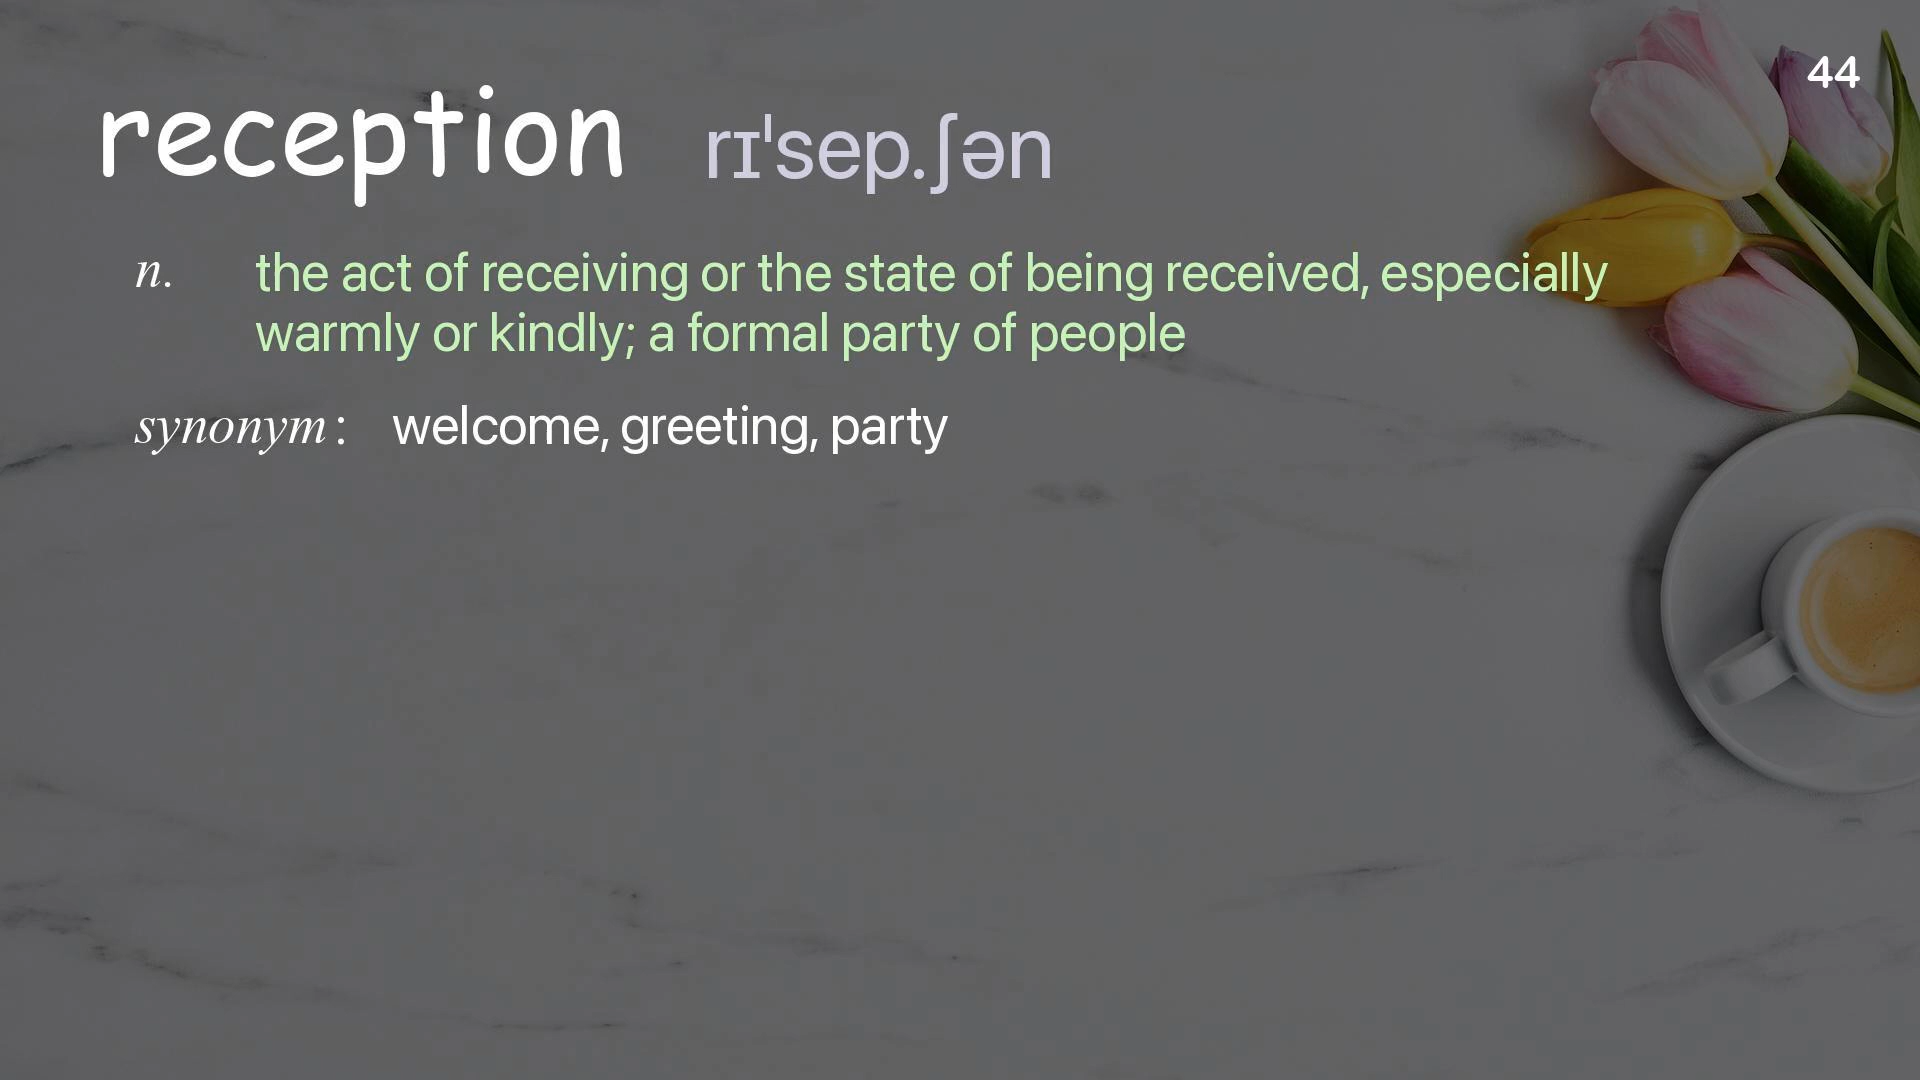 44
reception rɪˈsep.ʃən
n. the act of receiving or the state of being received, especially
warmly or kindly; a formal party of people
synonym: welcome, greeting, party